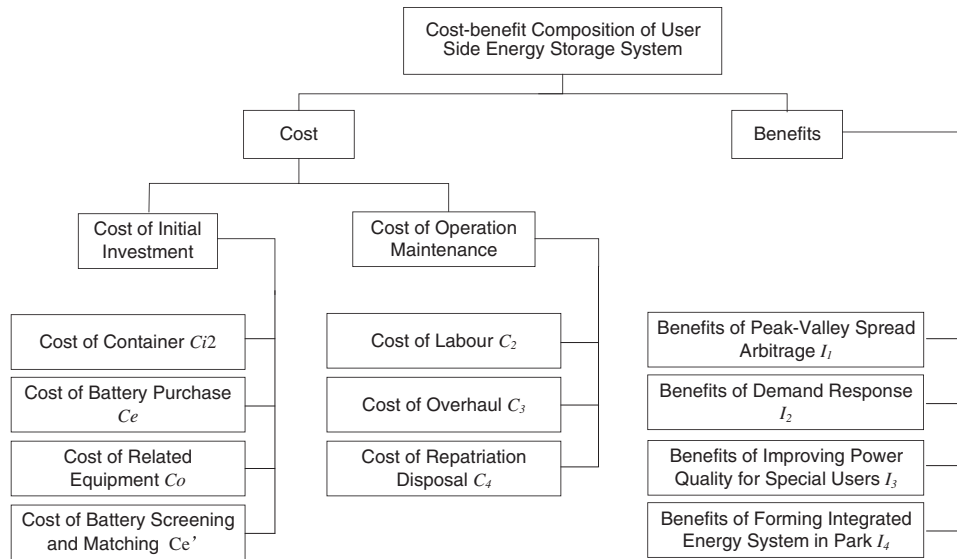 Cost-benefit Composition of User
Side Energy Storage System
Cost
Benefits
Cost of Initial
Investment
Cost of Operation
Maintenance
Cost of Container Ci2
Cost of Battery Purchase
Ce
Cost of Related
Equipment Co
Cost of Battery Screening
and Matching Ce’
Cost of Labour C2
Cost of Overhaul C3
Cost of Repatriation
Disposal C4
Benefits of Peak-Valley Spread
Arbitrage I1
Benefits of Demand Response
I2
Benefits of Improving Power
Quality for Special Users I3
Benefits of Forming Integrated
Energy System in Park I4